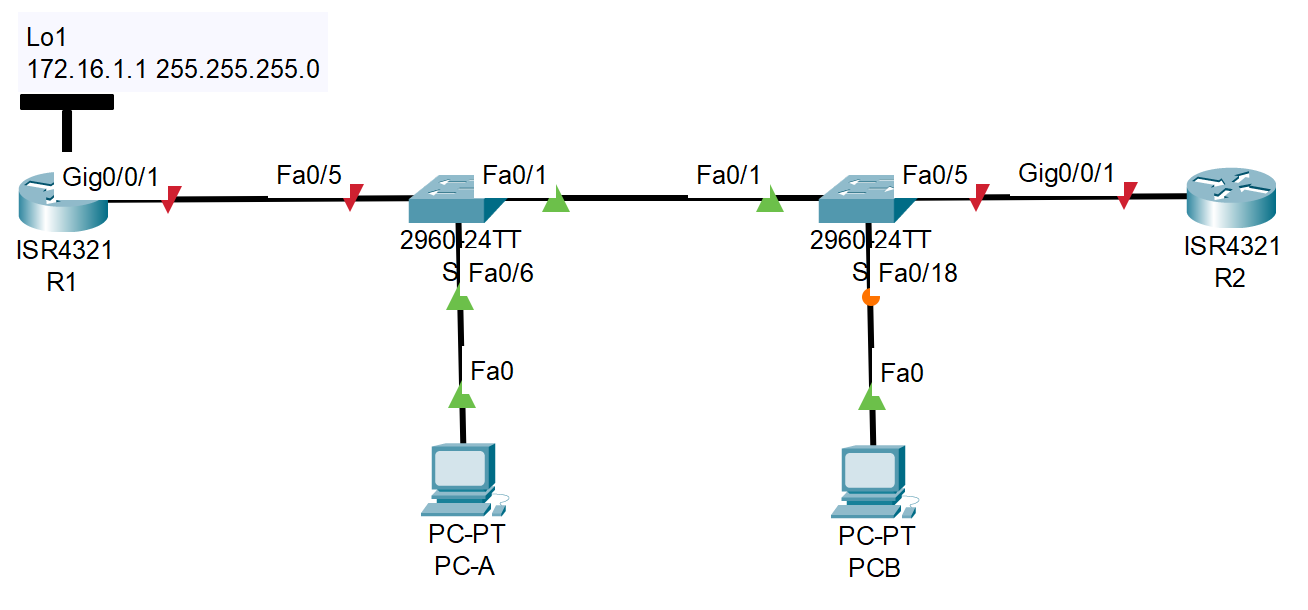 Lo1
172.16.1.1 255.255.255.0
Gig0/0/1
Fa0/5
Fa0/1
Fa0/1
Fa0/5
Gig0/0/1
ISR4321
R1
2960-24TT
S
Fa0/6
2960-24TT
S
Fa0/18
ISR4321
R2
Fa0
Fa0
PC-PT
PC-A
PC-PT
PCB